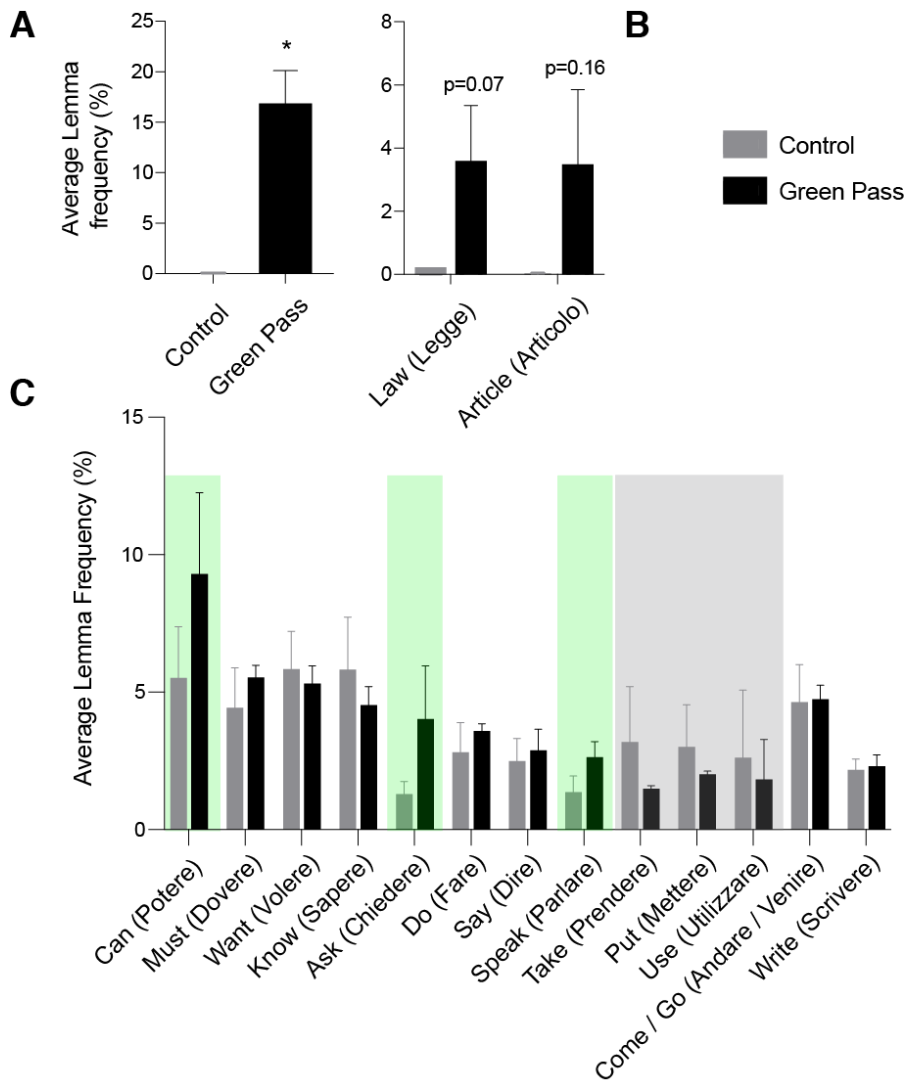 A
B
Average Lemma
frequency (%)
25
20
15
10
5
0
*
Control
Green Pass
8
6
4
2
0
p=0.07
p=0.16
Law (Legge)
Article (Articolo)
Control
Green Pass
C
Average Lemma Frequency (%)
15
10
5
0
Can (Potere)
Must (Dovere)
Want (Volere)
Know (Sapere)
Ask (Chiedere)
Do (Fare)
Say (Dire)
Speak (Parlare)
Take (Prendere)
Put (Mettere)
Use (Utilizzare)
Come / Go (Andare / Venire)
Write (Scrivere)